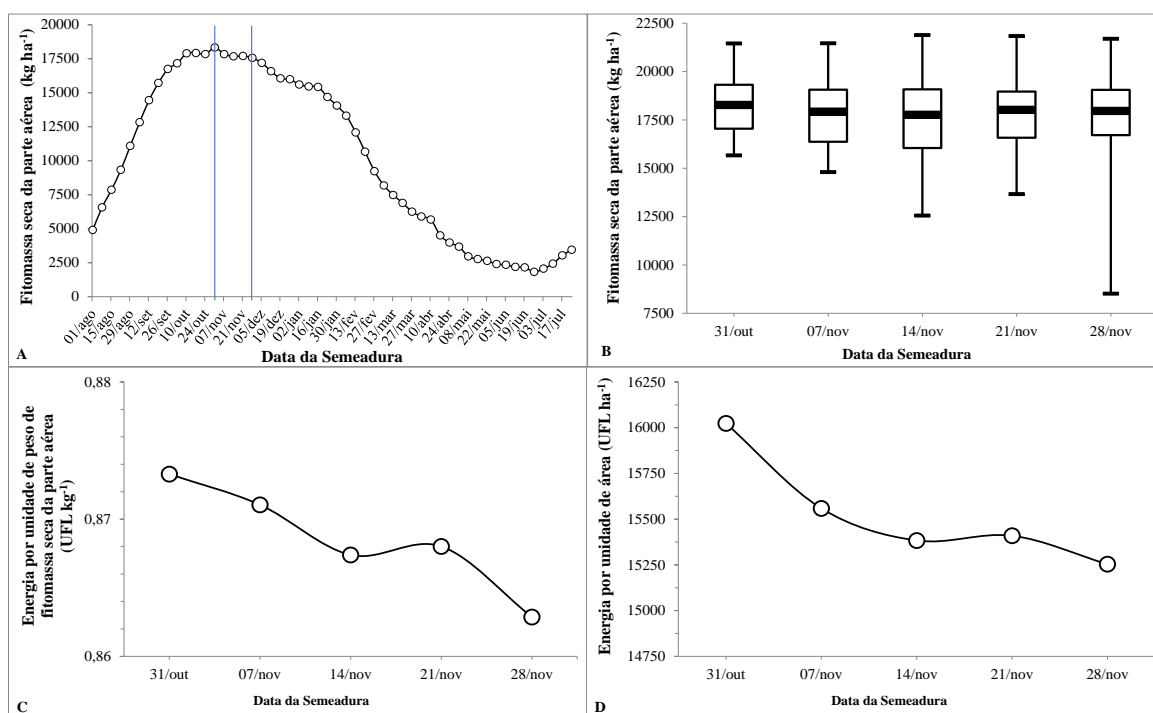 20000
17500
15000
12500
10000
7500
5000
2500
0
Fitomassa seca da parte aérea (kg ha-1)
01/ago
15/ago
29/ago
12/set
26/set
10/out
24/out
07/nov
21/nov
05/dez
19/dez
02/jan
16/jan
30/jan
13/fev
27/fev
13/mar
27/mar
10/abr
24/abr
08/mai
22/mai
05/jun
19/jun
03/jul
17/jul
Data da Semeadura
A
22500
20000
17500
15000
12500
10000
7500
Fitomassa seca da parte aérea (kg ha-1)
31/out
07/nov
14/nov
21/nov
28/nov
Data da Semeadura
B
0,88
0,87
0,86
Energia por unidade de peso de
fitomassa seca da parte aérea
(UFL kg-1)
31/out
07/nov
14/nov
21/nov
28/nov
Data da Semeadura
C
16250
16000
15750
15500
15250
15000
14750
Energia por unidade de área (UFL ha-1)
31/out
07/nov
14/nov
21/nov
28/nov
Data da Semeadura
D